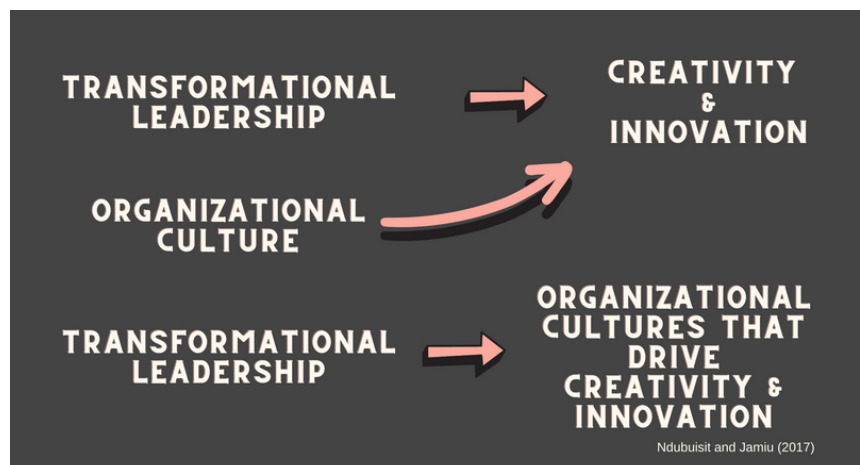 TRANSFORMATIONAL
LEADERSHIP
CREATIVITY
&
INNOVATION
ORGANIZATIONAL
CULTURE
TRANSFORMATIONAL
LEADERSHIP
ORGANIZATIONAL
CULTURES THAT
DRIVE
CREATIVITY &
INNOVATION
Ndubuisit and Jamiu (2017)